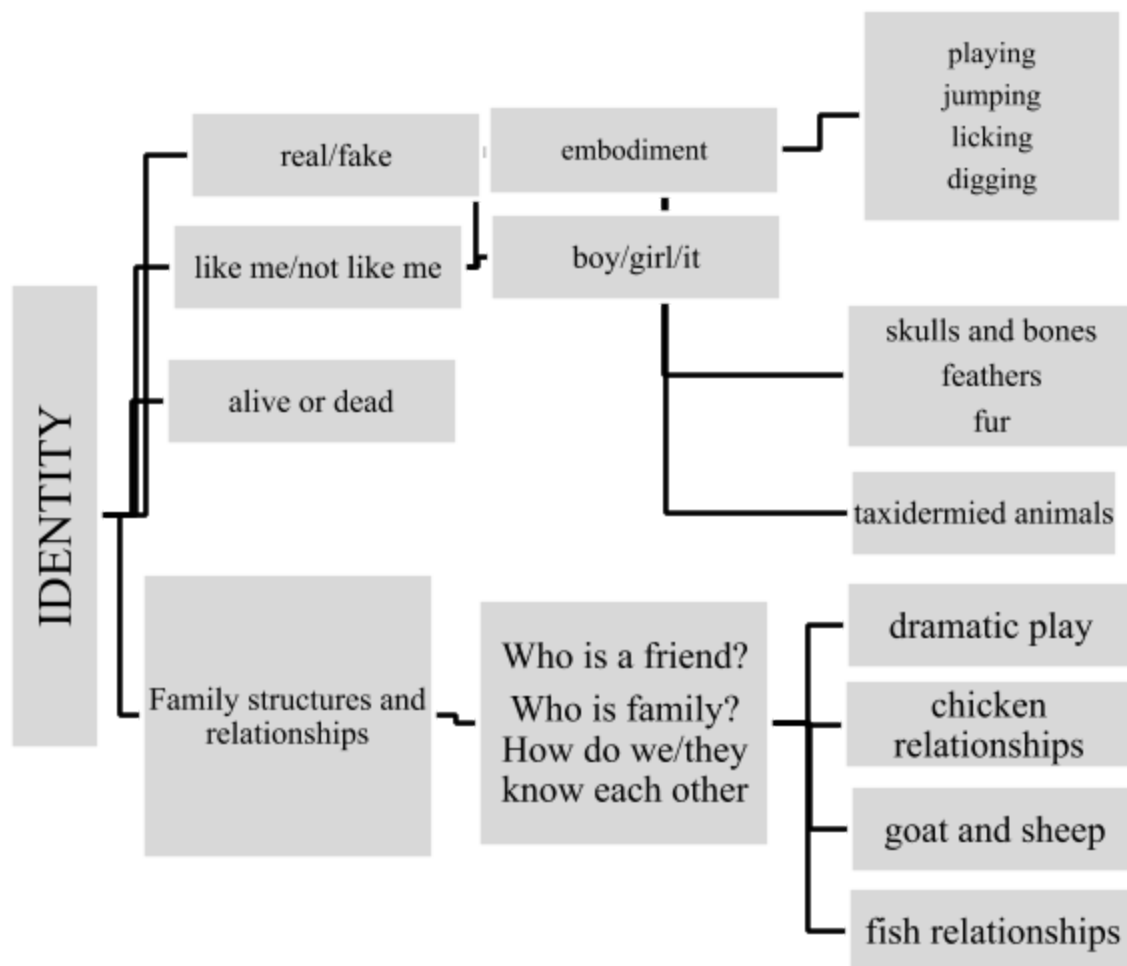 IDENTITY
real/fake
like me/not like me
alive or dead
Family structures and
relationships
embodiment
boy/girl/it
Who is a friend?
Who is family?
How do we/they
know each other
playing
jumping
licking
digging
skulls and bones
feathers
fur
taxidermied animals
dramatic play
chicken
relationships
goat and sheep
fish relationships